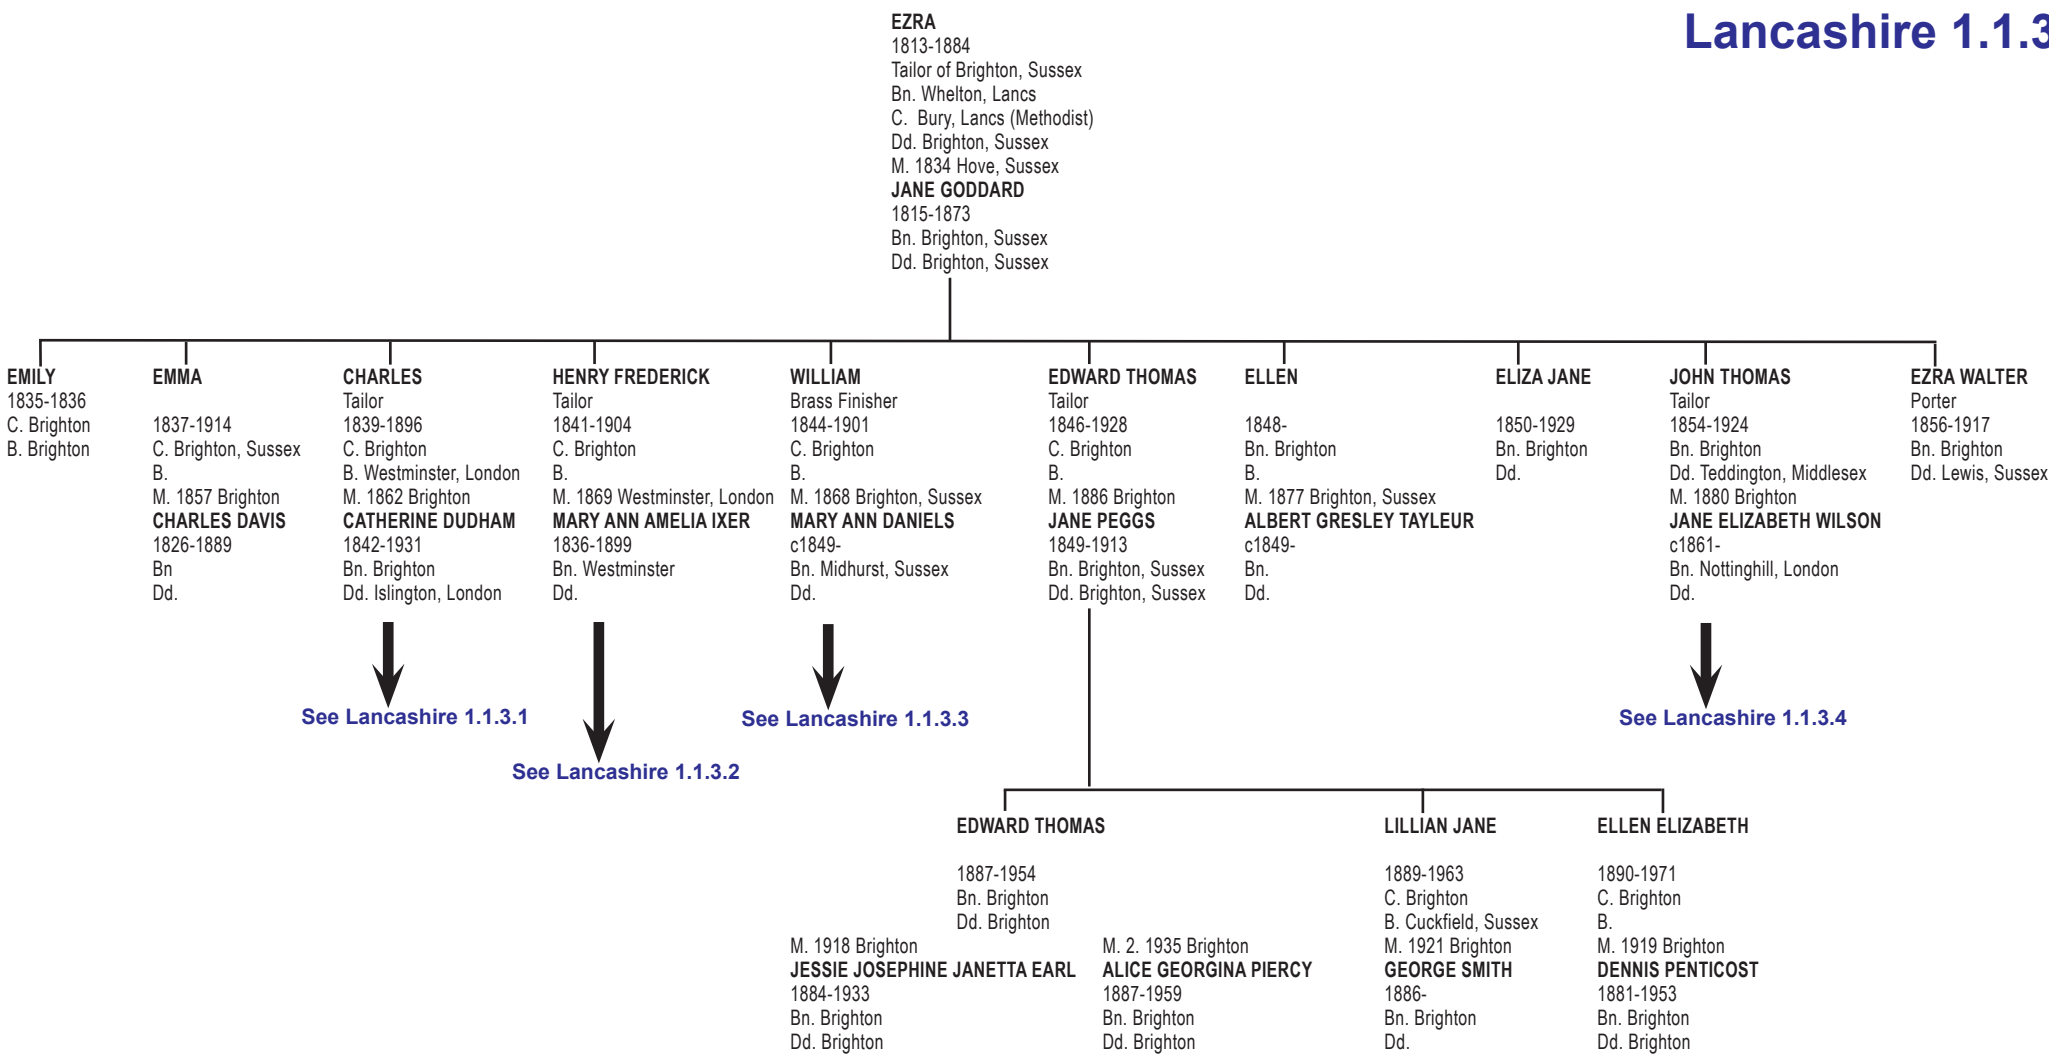 Lancashire 1.1.3
EZRA
1813-1884
Tailor of Brighton, Sussex
Bn. Whelton, Lancs
C.  Bury, Lancs (Methodist)
Dd. Brighton, Sussex
M. 1834 Hove, Sussex
JANE GODDARD
1815-1873
Bn. Brighton, Sussex
Dd. Brighton, Sussex
EMILY
1835-1836
C. Brighton
B. Brighton
EMMA
1837-1914
C. Brighton, Sussex
B.
M. 1857 Brighton
CHARLES DAVIS
1826-1889
Bn
Dd.
CHARLES
Tailor
1839-1896
C. Brighton
B. Westminster, London
M. 1862 Brighton
CATHERINE DUDHAM
1842-1931
Bn. Brighton
Dd. Islington, London
See Lancashire 1.1.3.1
HENRY FREDERICK
Tailor
1841-1904
C. Brighton
B.
M. 1869 Westminster, London
MARY ANN AMELIA IXER
1836-1899
Bn. Westminster
Dd.
See Lancashire 1.1.3.2
WILLIAM
Brass Finisher
1844-1901
C. Brighton
B.
M. 1868 Brighton, Sussex
MARY ANN DANIELS
c1849-
Bn. Midhurst, Sussex
Dd.
See Lancashire 1.1.3.3
EDWARD THOMAS
Tailor
1846-1928
C. Brighton
B.
M. 1886 Brighton
JANE PEGGS
1849-1913
Bn. Brighton, Sussex
Dd. Brighton, Sussex
ELLEN
1848-
Bn. Brighton
B.
M. 1877 Brighton, Sussex
ALBERT GRESLEY TAYLEUR
c1849-
Bn.
Dd.
ELIZA JANE
1850-1929
Bn. Brighton
Dd.
JOHN THOMAS
Tailor
1854-1924
Bn. Brighton
Dd. Teddington, Middlesex
M. 1880 Brighton
JANE ELIZABETH WILSON
c1861-
Bn. Nottinghill, London
Dd.
See Lancashire 1.1.3.4
EZRA WALTER
Porter
1856-1917
Bn. Brighton
Dd. Lewis, Sussex
EDWARD THOMAS
1887-1954
Bn. Brighton
Dd. Brighton
M. 1918 Brighton
JESSIE JOSEPHINE JANETTA EARL
1884-1933
Bn. Brighton
Dd. Brighton
M. 2. 1935 Brighton
ALICE GEORGINA PIERCY
1887-1959
Bn. Brighton
Dd. Brighton
LILLIAN JANE
1889-1963
C. Brighton
B. Cuckfield, Sussex
M. 1921 Brighton
GEORGE SMITH
1886-
Bn. Brighton
Dd.
ELLEN ELIZABETH
1890-1971
C. Brighton
B.
M. 1919 Brighton
DENNIS PENTICOST
1881-1953
Bn. Brighton
Dd. Brighton